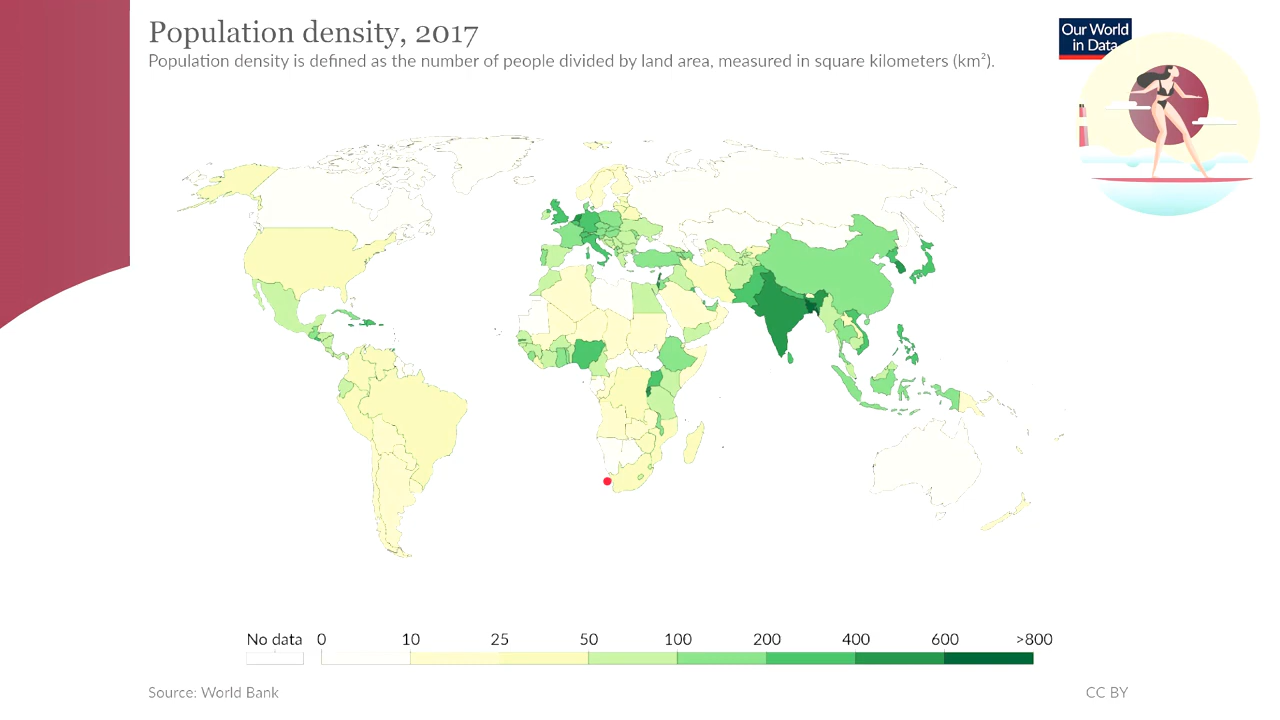 Population density, 2017
Population density is defined as the number of people divided by land area, measured in square kilometers (km²).
Our World
in Data
No data 0 10 25 50 100 200 400 600 >800
Source: World Bank
CC BY